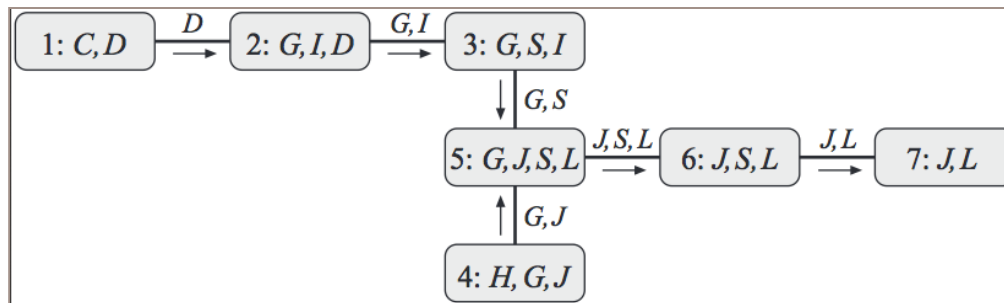 D
G, I
1: C, D
2: G, I, D
3: G, S, I
G, S
J, S, L
J, L
5: G, J, S, L
6: J, S, L
7: J, L
G, J
4: H, G, J